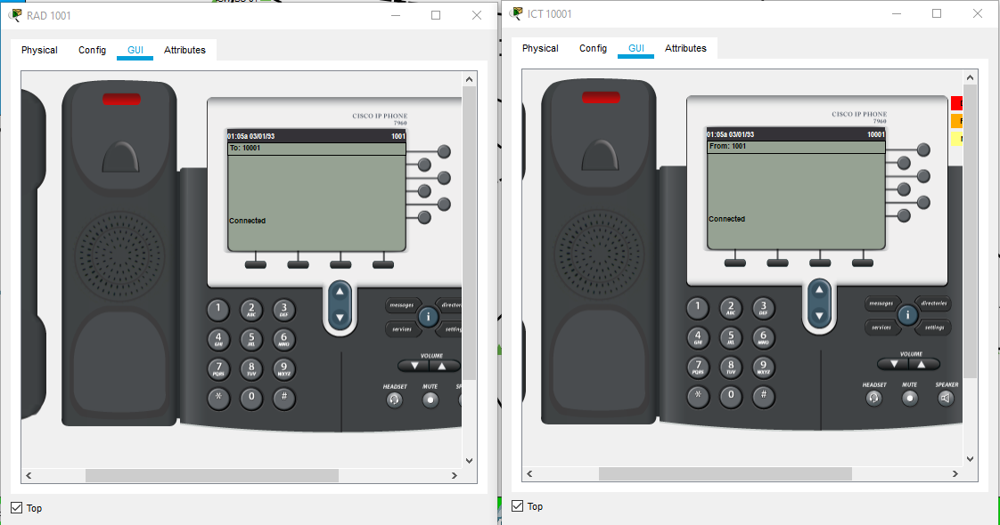 RAD 1001
Physical Config GUI Attributes
CISCO IP PHONE
7960
01:05a 03/01/93 1001
To: 10001
Connected
1
2 ABC
3 DEF
4 GHI
5 JKL
6 MNO
7 PQRS
8 TUV
9 WXYZ
*
0
#
messages
services
i
VOLUME
HEADSET MUTE
Top
ICT 10001
Physical Config GUI Attributes
CISCO IP PHONE
7960
01:05a 03/01/93 10001
From: 1001
Connected
1
2 ABC
3 DEF
4 GHI
5 JKL
6 MNO
7 PQRS
8 TUV
9 WXYZ
*
0
#
messages directories
services settings
i
VOLUME
HEADSET MUTE SPEAKER
Top